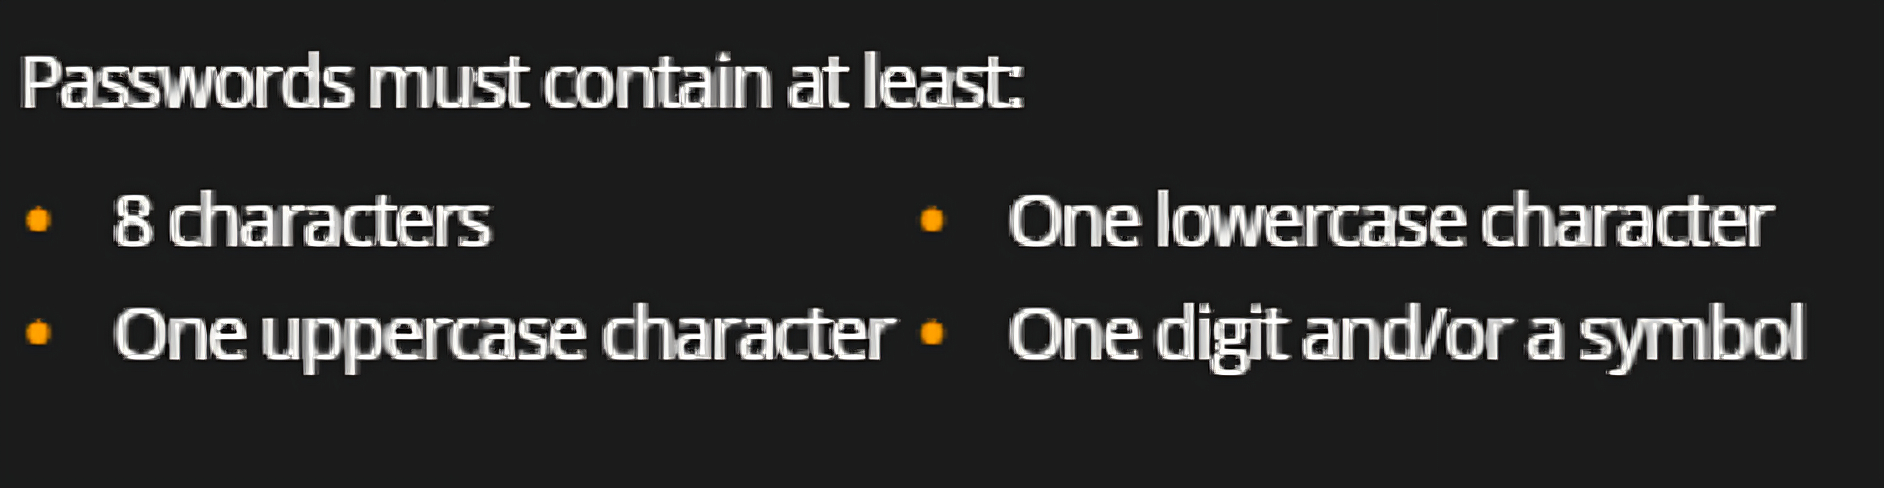 Passwords must contain at least:
8 characters
One lowercase character
One uppercase character
One digit and/or a symbol